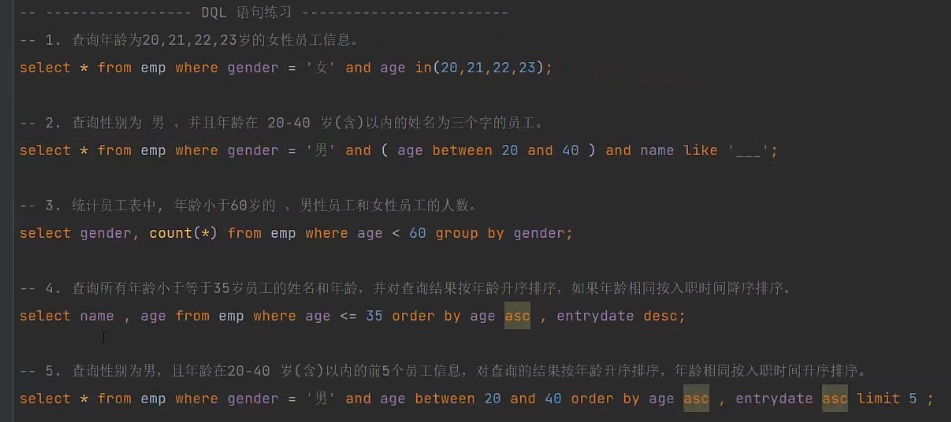 -- ----------------- DQL 语句练习 ------------------------
-- 1. 查询年龄为20,21,22,23岁的女性员工信息。
select * from emp where gender = '女' and age in(20,21,22,23);
-- 2. 查询性别为 男 ，并且年龄在 20-40 岁(含)以内的姓名为三个字的员工。
select * from emp where gender = '男' and ( age between 20 and 40 ) and name like '___';
-- 3. 统计员工表中, 年龄小于60岁的 ，男性员工和女性员工的人数。
select gender, count(*) from emp where age < 60 group by gender;
-- 4. 查询所有年龄小于等于35岁员工的姓名和年龄，并对查询结果按年龄升序排序，如果年龄相同按入职时间降序排序。
select name , age from emp where age <= 35 order by age asc , entrydate desc;
-- 5. 查询性别为男，且年龄在20-40 岁(含)以内的前5个员工信息，对查询的结果按年龄升序排序，年龄相同按入职时间升序排序。
select * from emp where gender = '男' and age between 20 and 40 order by age asc , entrydate asc limit 5 ;